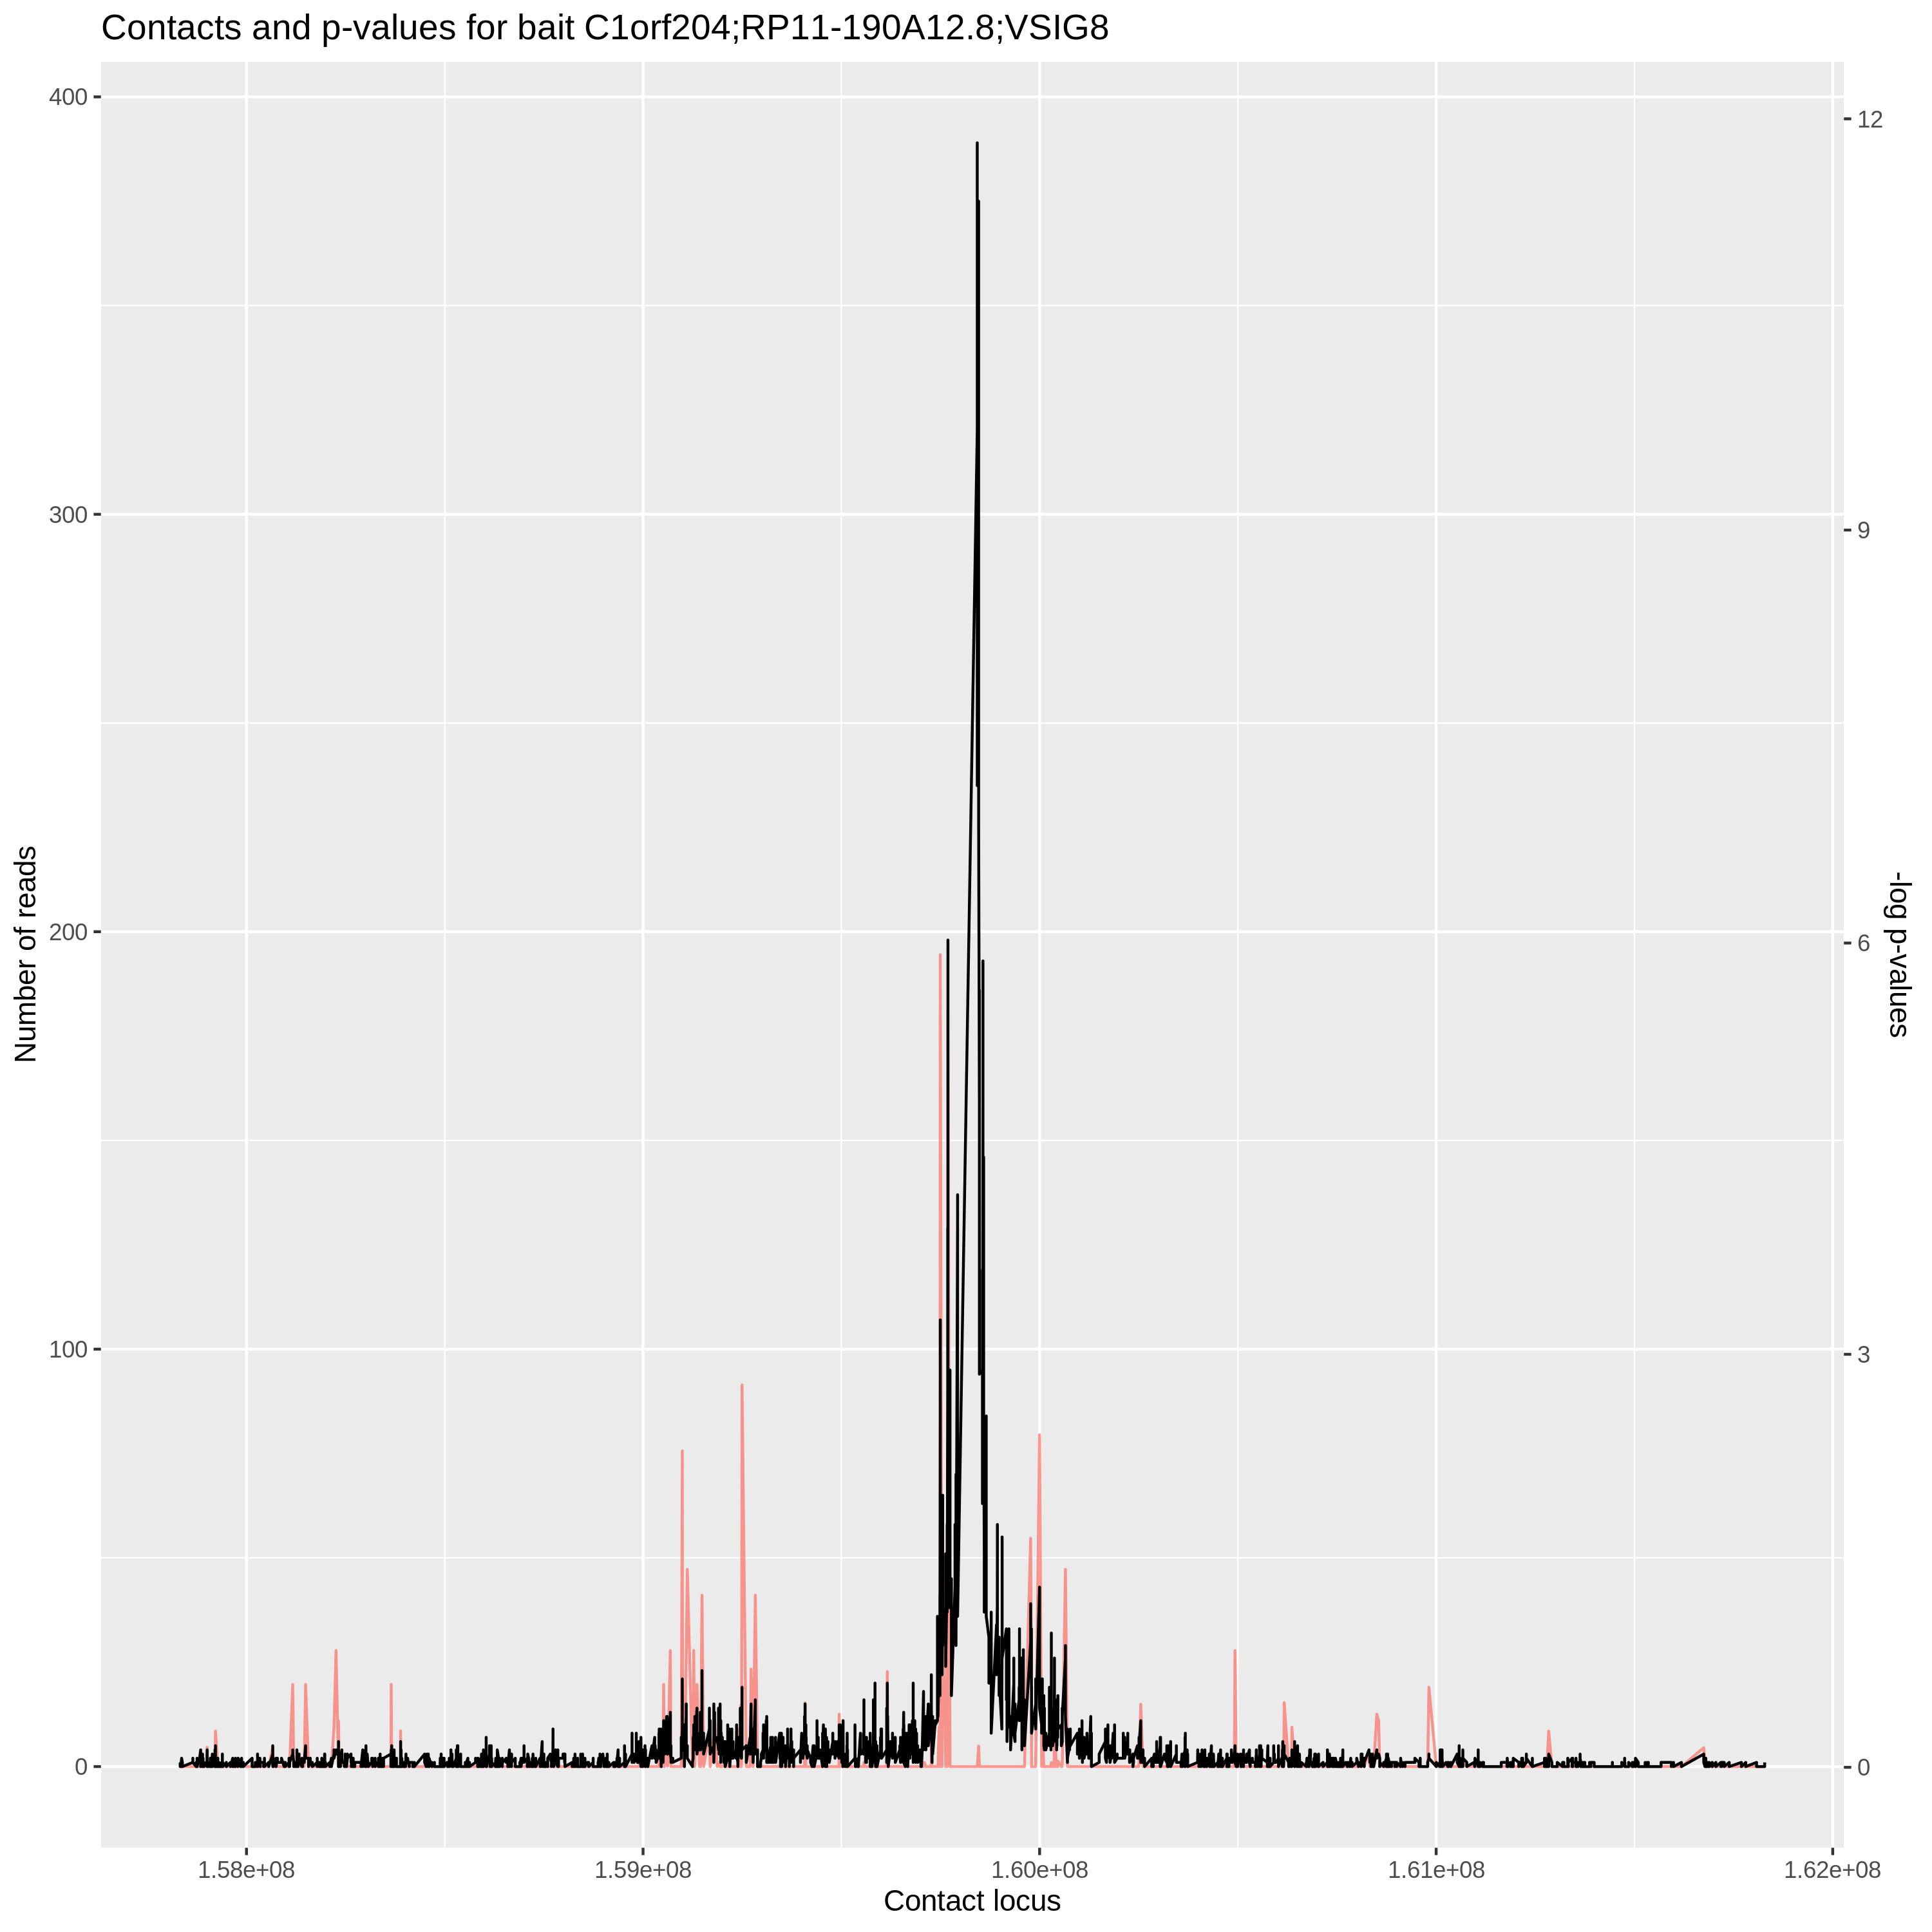 Contacts and p-values for bait C1orf204;RP11-190A12.8;VSIG8
400
300
200
100
0
Number of reads
12
9
6
3
0
-log p-values
1.58e+08
1.59e+08
1.60e+08
1.61e+08
1.62e+08
Contact locus